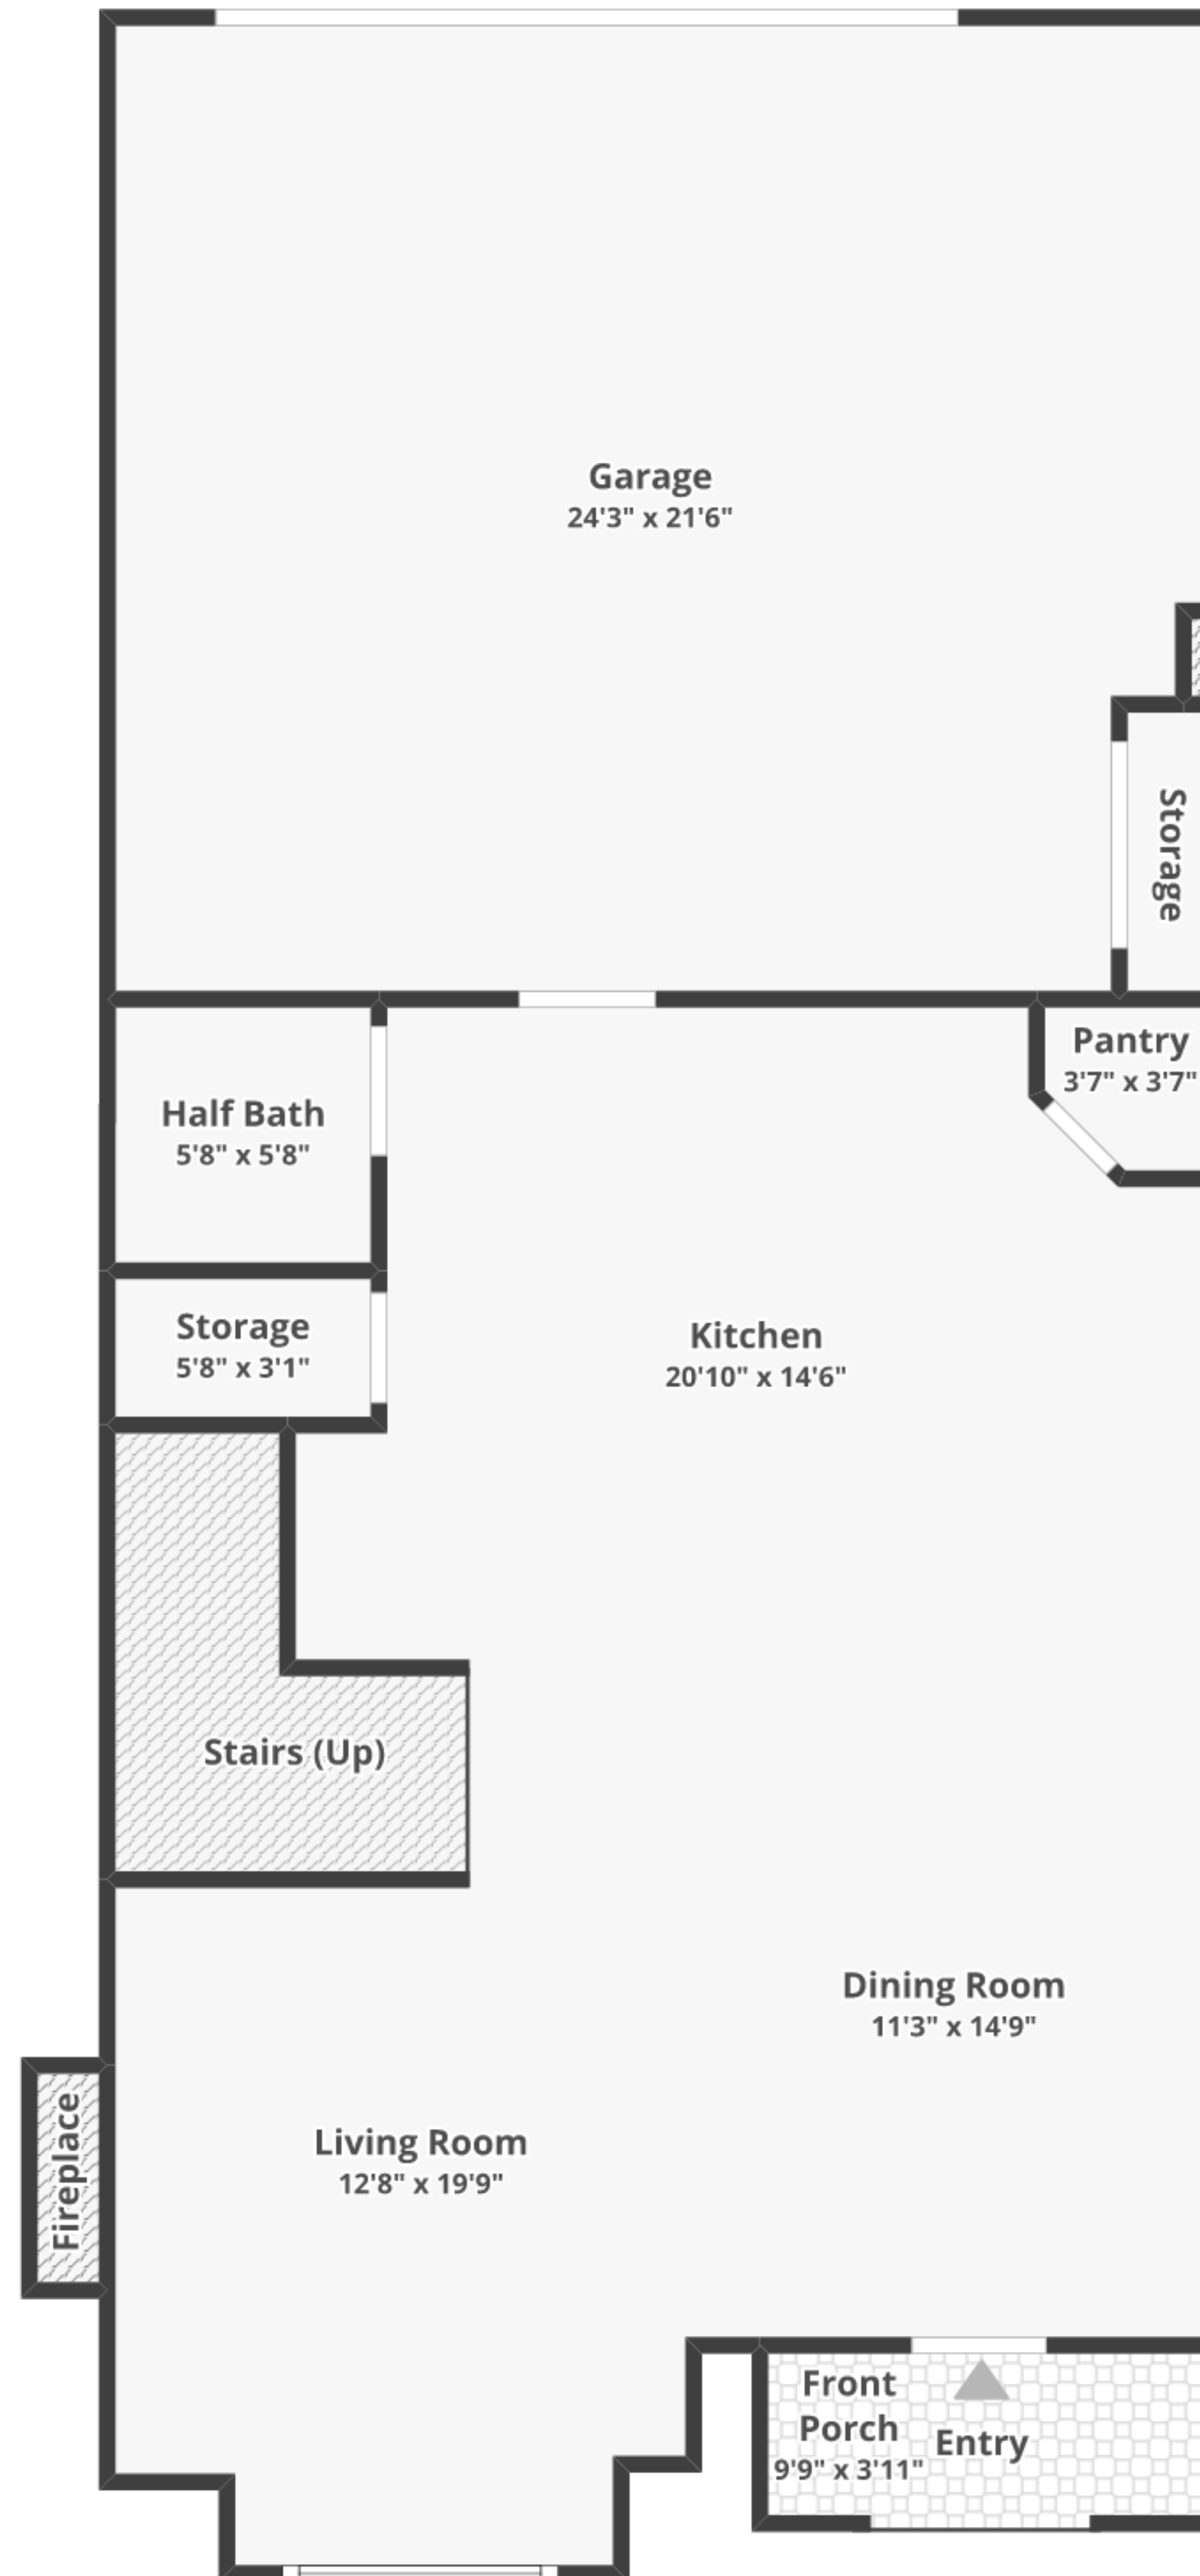 Garage
24'3" x 21'6"
Storage
Pantry
3'7" x 3'7"
Half Bath
5'8" x 5'8"
Storage
5'8" x 3'1"
Kitchen
20'10" x 14'6"
Stairs (Up)
Dining Room
11'3" x 14'9"
Fireplace
Living Room
12'8" x 19'9"
Front
Porch
9'9" x 3'11"
Entry